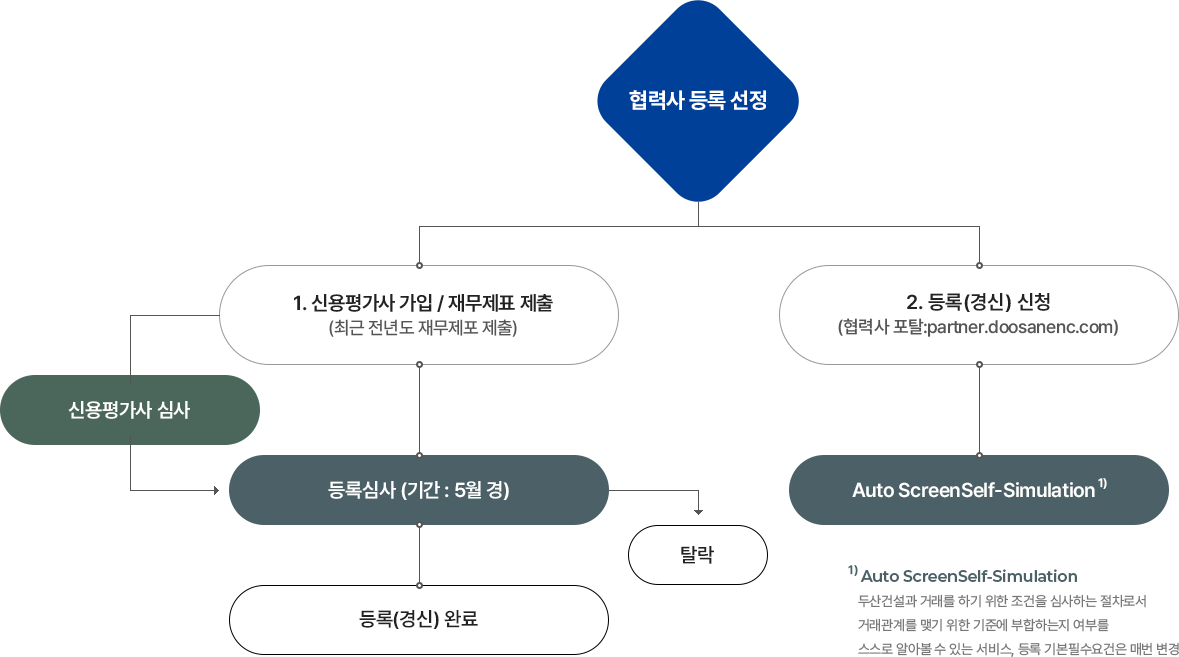 협력사 등록 선정
1. 신용평가사 가입 / 재무제표 제출
(최근 전년도 재무제포 제출)
2. 등록(경신) 신청
(협력사 포탈:partner.doosanenc.com)
신용평가사 심사
등록심사 (기간 : 5월 경)
Auto ScreenSelf-Simulation 1)
탈락
등록(경신) 완료
1) Auto ScreenSelf-Simulation
두산건설과 거래를 하기 위한 조건을 심사하는 절차로서
거래관계를 맺기 위한 기준에 부합하는지 여부를
스스로 알아볼 수 있는 서비스, 등록 기본필수요건은 매번 변경